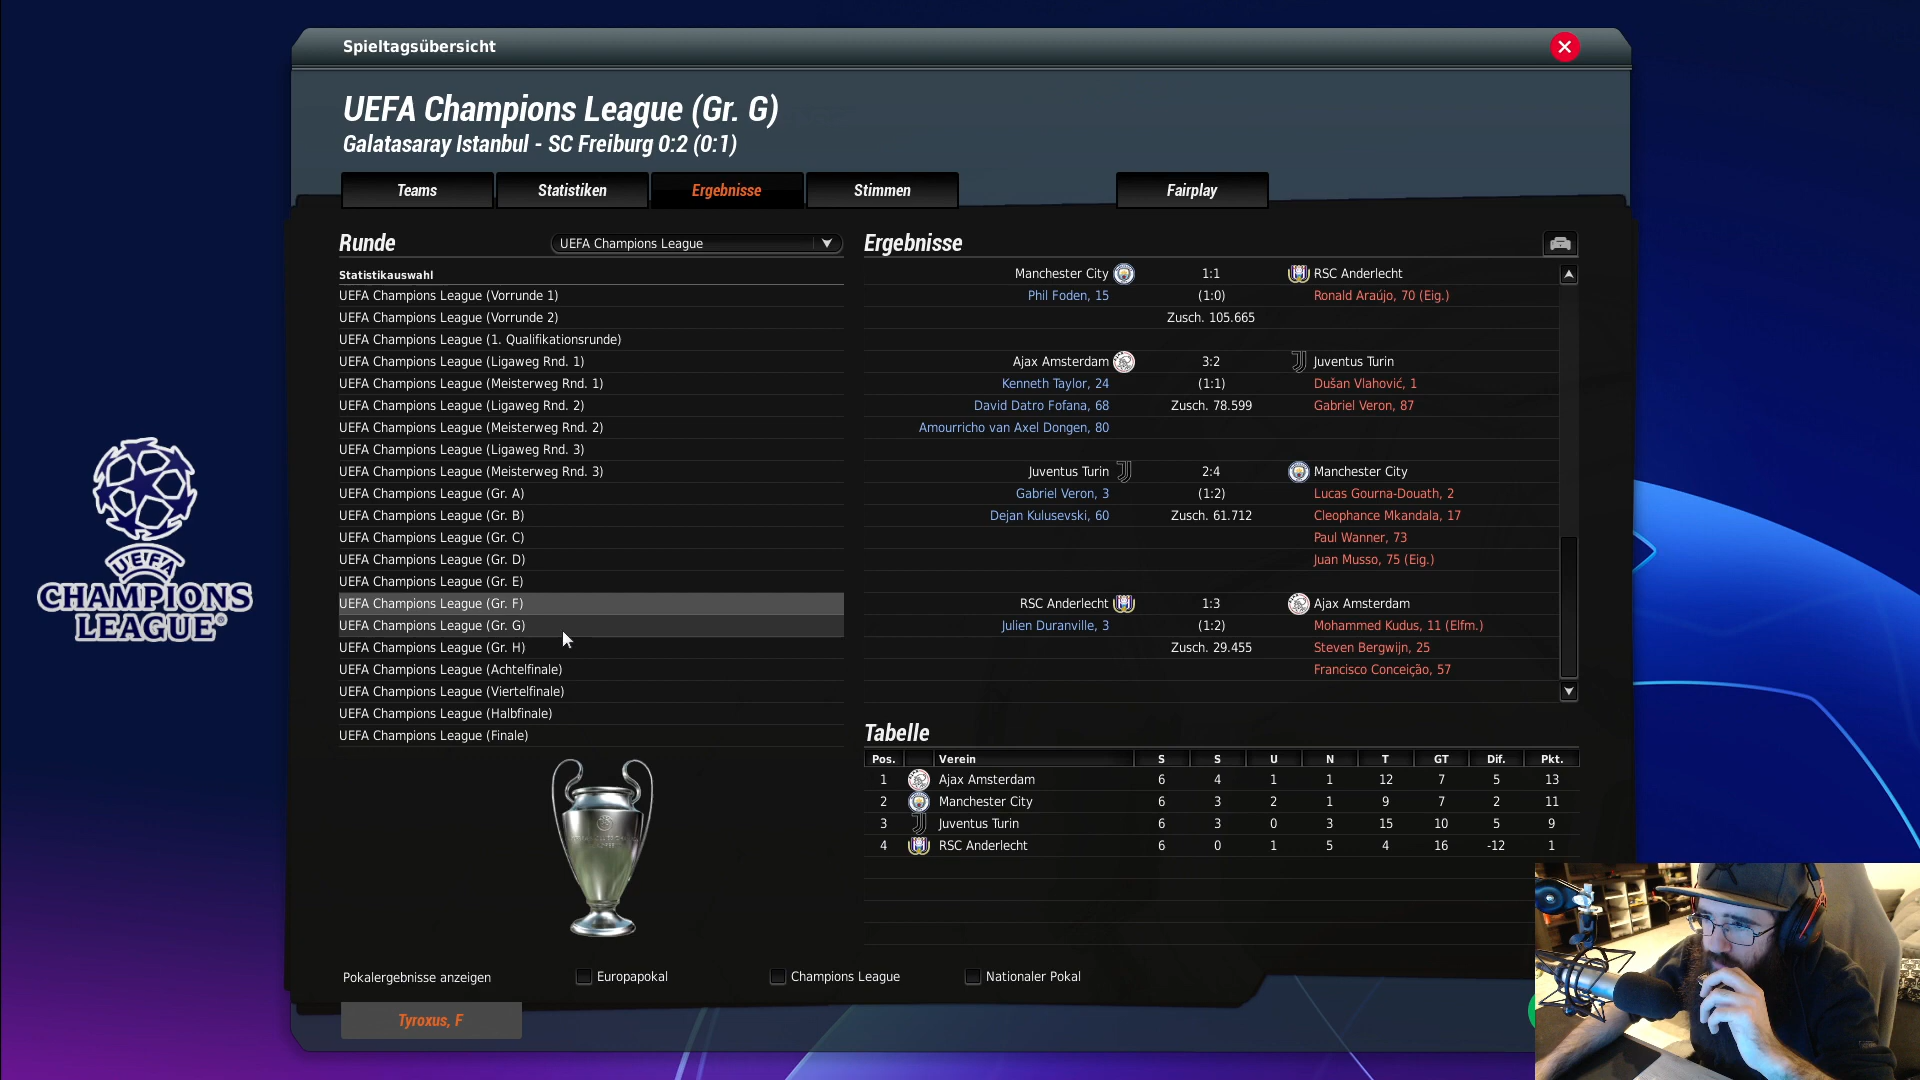 Spieltagsübersicht
UEFA Champions League (Gr. G)
Galatasaray Istanbul - SC Freiburg 0:2 (0:1)
Teams Statistiken Ergebnisse Stimmen Fairplay
Runde UEFA Champions League
Statistikauswahl
UEFA Champions League (Vorrunde 1)
UEFA Champions League (Vorrunde 2)
UEFA Champions League (1. Qualifikationsrunde)
UEFA Champions League (Ligaweg Rnd. 1)
UEFA Champions League (Meisterweg Rnd. 1)
UEFA Champions League (Ligaweg Rnd. 2)
UEFA Champions League (Meisterweg Rnd. 2)
UEFA Champions League (Ligaweg Rnd. 3)
UEFA Champions League (Meisterweg Rnd. 3)
UEFA Champions League (Gr. A)
UEFA Champions League (Gr. B)
UEFA Champions League (Gr. C)
UEFA Champions League (Gr. D)
UEFA Champions League (Gr. E)
UEFA Champions League (Gr. F)
UEFA Champions League (Gr. G)
UEFA Champions League (Gr. H)
UEFA Champions League (Achtelfinale)
UEFA Champions League (Viertelfinale)
UEFA Champions League (Halbfinale)
UEFA Champions League (Finale)
Ergebnisse
Manchester City 1:1 RSC Anderlecht
Phil Foden, 15 (1:0) Ronald Araújo, 70 (Eig.)
Zusch. 105.665
Ajax Amsterdam 3:2 Juventus Turin
Kenneth Taylor, 24 (1:1) Dušan Vlahović, 1
David Datro Fofana, 68 Zusch. 78.599 Gabriel Veron, 87
Amourricho van Axel Dongen, 80
Juventus Turin 2:4 Manchester City
Gabriel Veron, 3 (1:2) Lucas Gourna-Douath, 2
Dejan Kulusevski, 60 Zusch. 61.712 Cleophance Mkandala, 17
Paul Wanner, 73
Juan Musso, 75 (Eig.)
RSC Anderlecht 1:3 Ajax Amsterdam
Julien Duranville, 3 (1:2) Mohammed Kudus, 11 (Elfm.)
Zusch. 29.455 Steven Bergwijn, 25
Francisco Conceição, 57
Tabelle
Pos. Verein S S U N T GT Dif. Pkt.
1 Ajax Amsterdam 6 4 1 1 12 7 5 13
2 Manchester City 6 3 2 1 9 7 2 11
3 Juventus Turin 6 3 0 3 15 10 5 9
4 RSC Anderlecht 6 0 1 5 4 16 -12 1
Pokalergebnisse anzeigen Europapokal Champions League Nationaler Pokal
Tyroxus, F
UEFA
CHAMPIONS
LEAGUE®